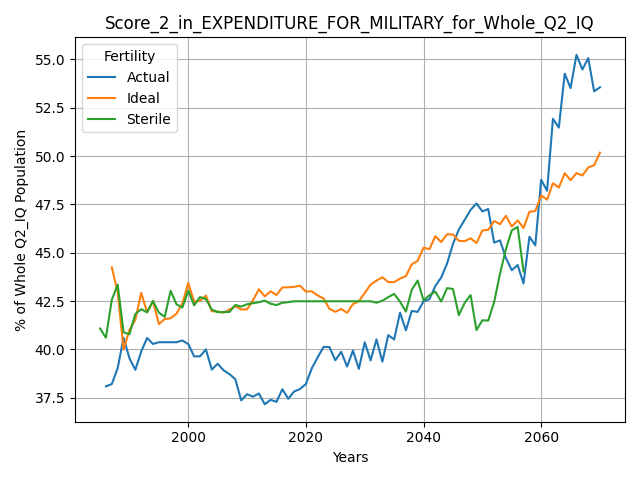 Score_2_in_EXPENDITURE_FOR_MILITARY_for_Whole_Q2_IQ
Fertility
Actual
Ideal
Sterile
% of Whole Q2_IQ Population
55.0
52.5
50.0
47.5
45.0
42.5
40.0
37.5
2000
2020
2040
2060
Years